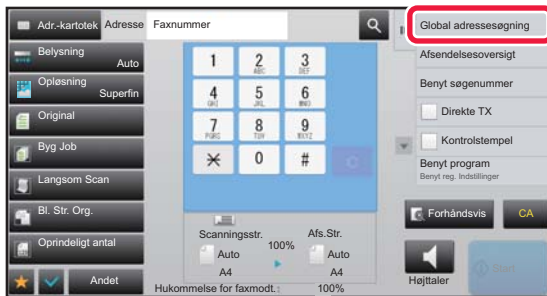 Adr.-kartotek
Adresse
Faxnummer
Belysning
Auto
Opløsning
Superfin
Original
Byg Job
Langsom Scan
Bl. Str. Org.
Oprindeligt antal
Andet
1
2 ABC
3 DEF
4 GHI
5 JKL
6 MNO
7 PQRS
8 TUV
9 WXYZ
0
#
C
Scanningsstr.
100%
Afs.Str.
Auto
A4
Auto
A4
Hukommelse for faxmodt.:
100%
Global adressesøgning
Afsendelsesoversigt
Benyt søgenummer
Direkte TX
Kontrolstempel
Benyt program
Benyt reg. Indstillinger
Forhåndsvis
CA
Højttaler
Start